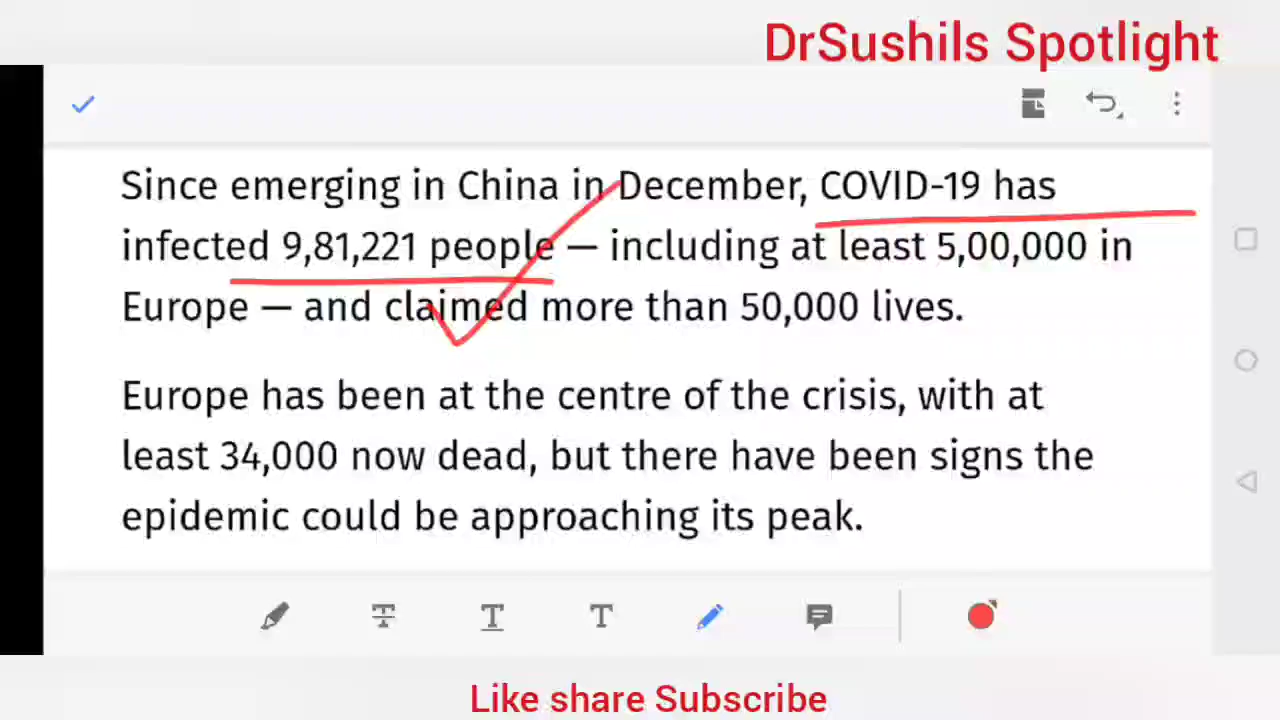 DrSushils Spotlight
Since emerging in China in December, COVID-19 has
infected 9,81,221 people — including at least 5,00,000 in
Europe — and claimed more than 50,000 lives.
Europe has been at the centre of the crisis, with at
least 34,000 now dead, but there have been signs the
epidemic could be approaching its peak.
T T T
Like share Subscribe